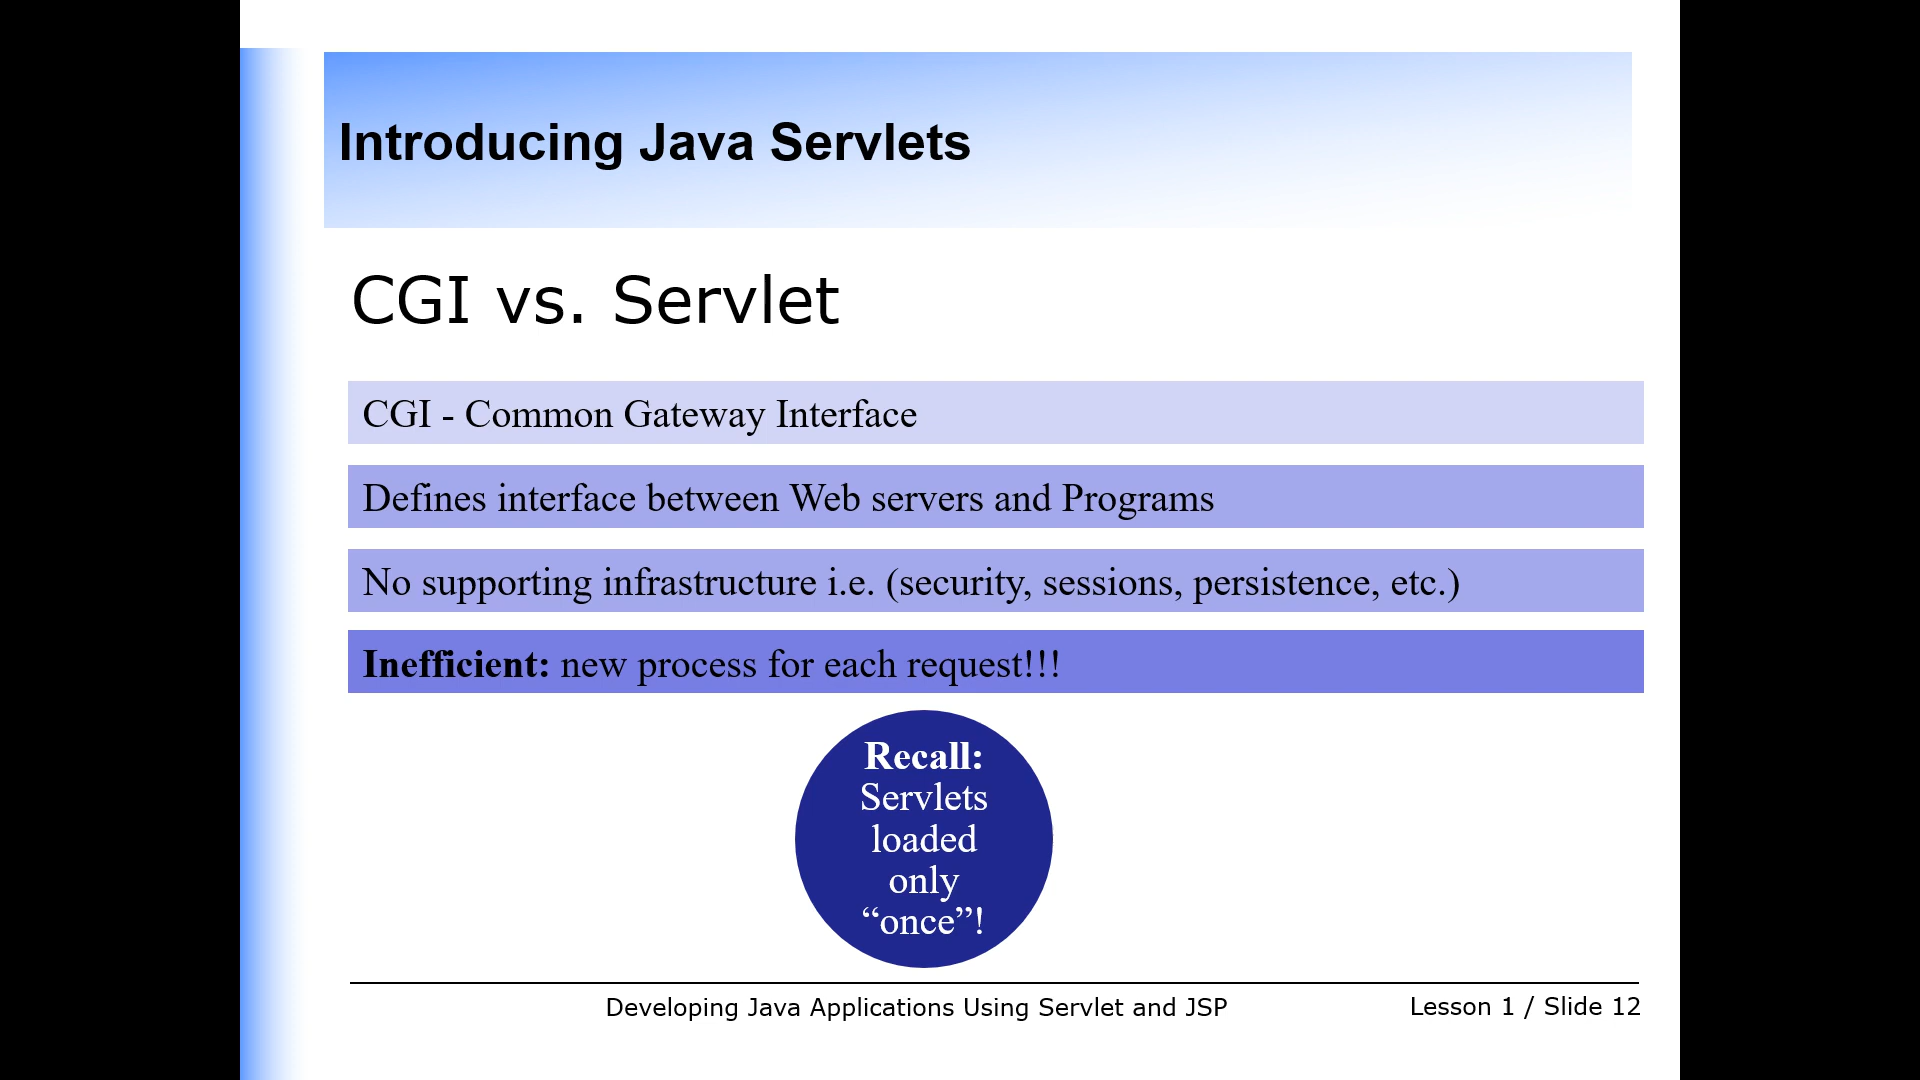 Introducing Java Servlets
CGI vs. Servlet
CGI - Common Gateway Interface
Defines interface between Web servers and Programs
No supporting infrastructure i.e. (security, sessions, persistence, etc.)
Inefficient: new process for each request!!!
Recall:
Servlets
loaded
only
“once”!
Developing Java Applications Using Servlet and JSP
Lesson 1 / Slide 12